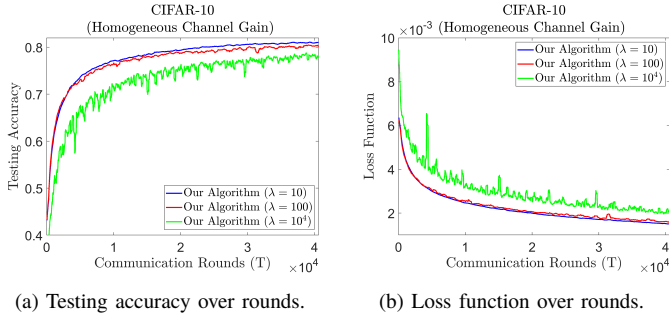 CIFAR-10
(Homogeneous Channel Gain)
0.8
0.7
0.6
0.5
0.4
Testing Accuracy
Our Algorithm (λ = 10)
Our Algorithm (λ = 100)
Our Algorithm (λ = 10⁴)
0 1 2 3 4
Communication Rounds (T)
×10⁴
(a) Testing accuracy over rounds.
CIFAR-10
(Homogeneous Channel Gain)
×10⁻³
10
8
6
4
2
Loss Function
Our Algorithm (λ = 10)
Our Algorithm (λ = 100)
Our Algorithm (λ = 10⁴)
0 1 2 3 4
Communication Rounds (T)
×10⁴
(b) Loss function over rounds.